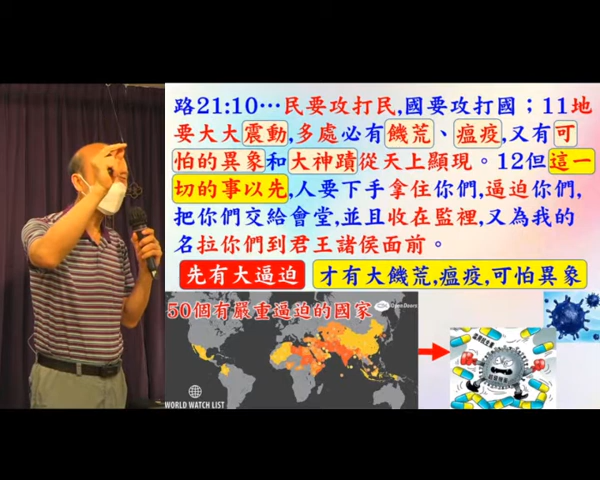 路21:10…民要攻打民,國要攻打國；11地
要大大震動,多處必有饑荒、瘟疫,又有可
怕的異象和大神蹟從天上顯現。12但這一
切的事以先,人要下手拿住你們,逼迫你們,
把你們交給會堂,並且收在監裡,又為我的
名拉你們到君王諸侯面前。
先有大逼迫
才有大饑荒,瘟疫,可怕異象
50個有嚴重逼迫的國家
OpenDoors
WORLD WATCH LIST